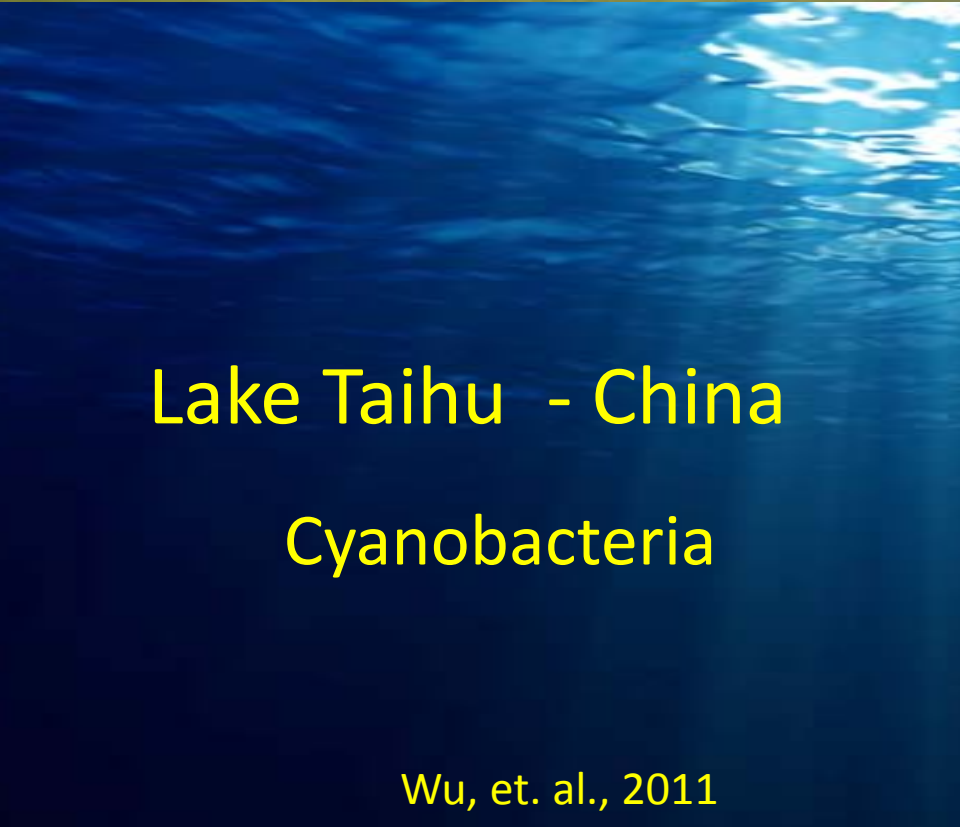 Lake Taihu - China
Cyanobacteria
Wu, et. al., 2011